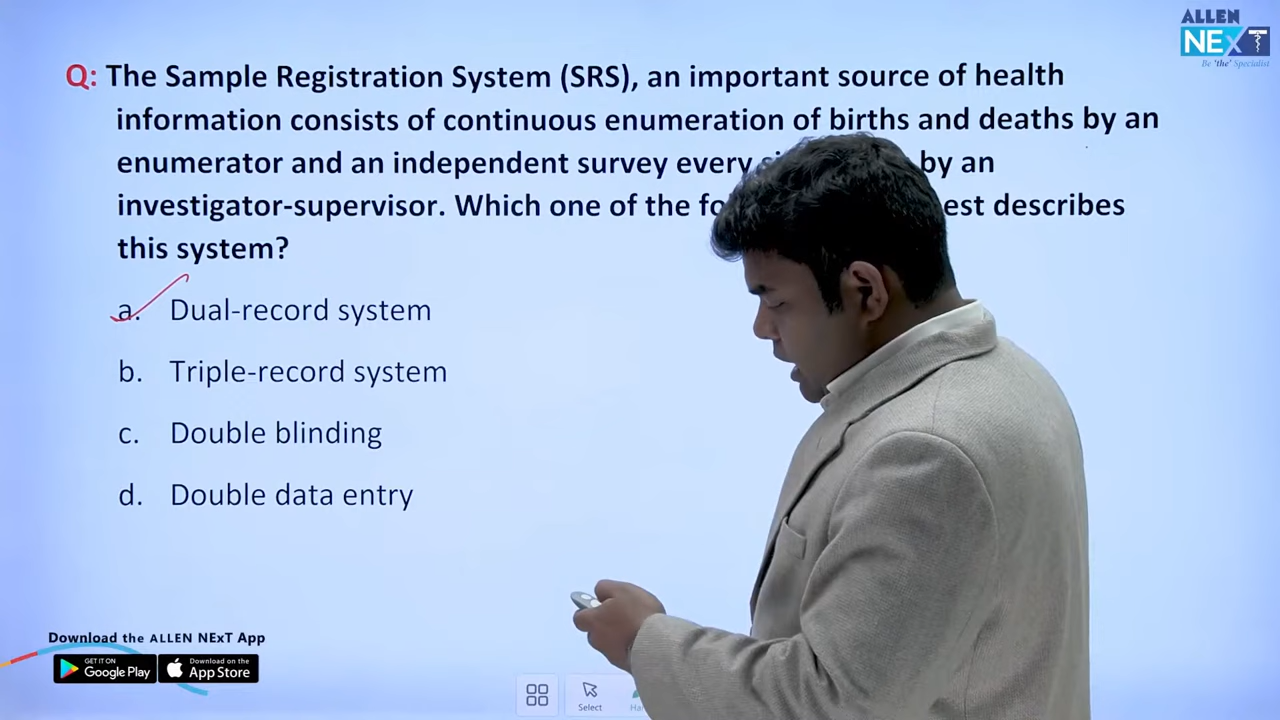 ALLEN
NExT
Be 'the' Specialist
Q: The Sample Registration System (SRS), an important source of health
information consists of continuous enumeration of births and deaths by an
enumerator and an independent survey every by an
investigator-supervisor. Which one of the est describes
this system?
a. Dual-record system
b. Triple-record system
c. Double blinding
d. Double data entry
Download the ALLEN NExT App
GET IT ON
Google Play
Download on the
App Store
Select